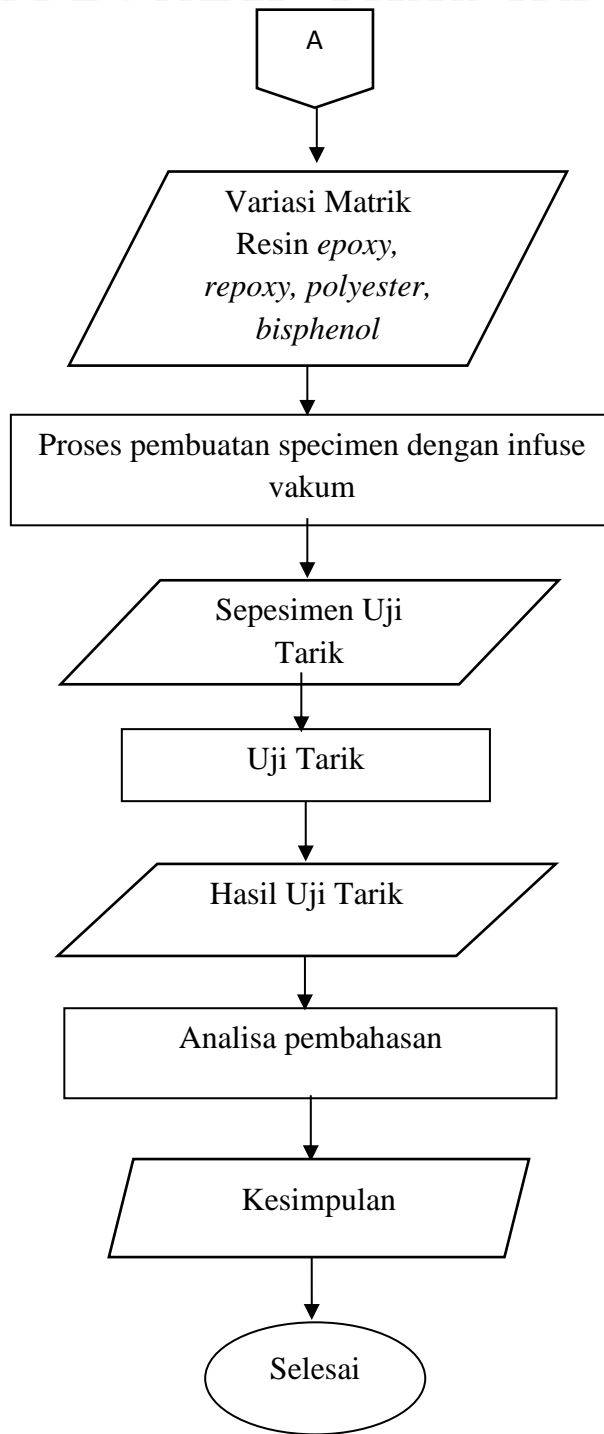 A
Variasi Matrik
Resin epoxy,
repoxy, polyester,
bisphenol
Proses pembuatan specimen dengan infuse
vakum
Sepesimen Uji
Tarik
Uji Tarik
Hasil Uji Tarik
Analisa pembahasan
Kesimpulan
Selesai